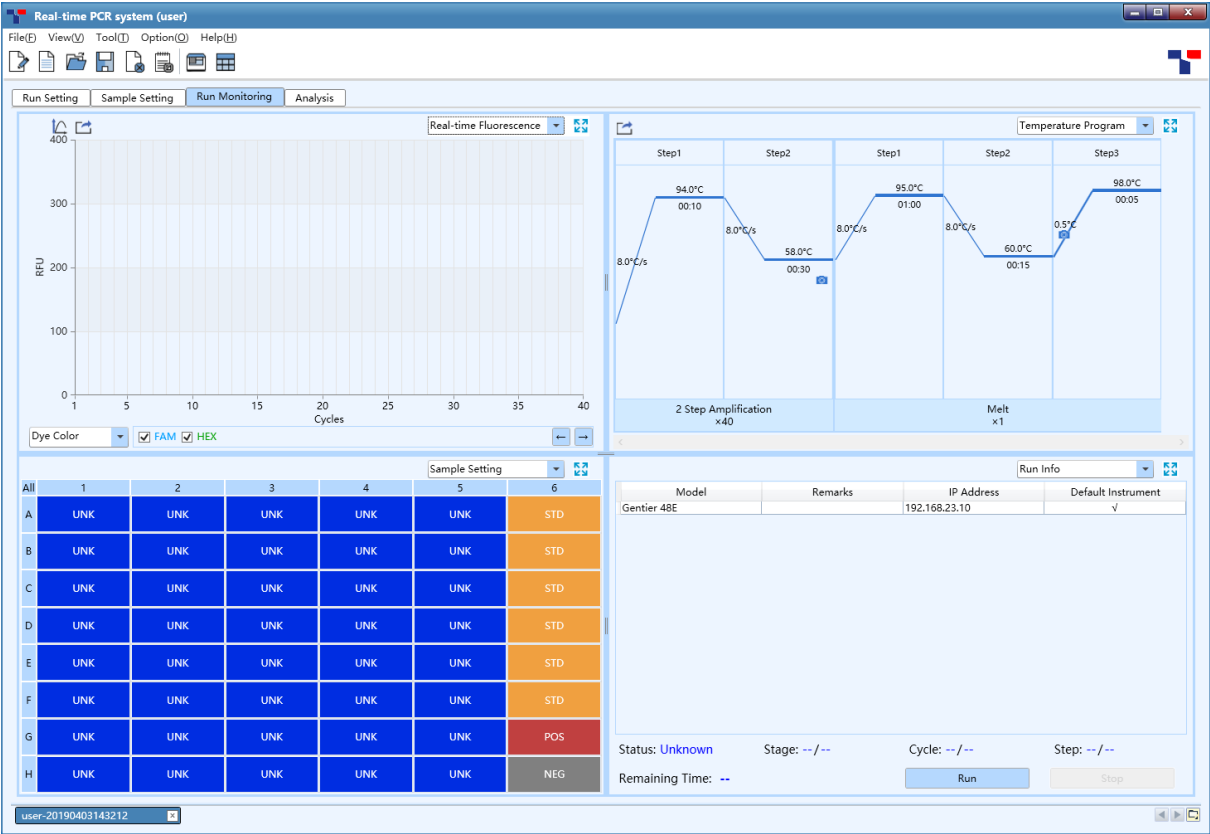 Real-time PCR system (user)
File(F) View(V) Tool(T) Option(O) Help(H)
Run Setting Sample Setting Run Monitoring Analysis
Real-time Fluorescence
400
300
200
100
0
RFU
1 5 10 15 20 25 30 35 40
Cycles
Dye Color FAM HEX ← →
Temperature Program
Step1 Step2 Step1 Step2 Step3
94.0°C 95.0°C 98.0°C
00:10 01:00 00:05
8.0°C/s 8.0°C/s 8.0°C/s 8.0°C/s 0.5°C
58.0°C 60.0°C
00:30 00:15
2 Step Amplification Melt
×40 ×1
Sample Setting
All 1 2 3 4 5 6
A UNK UNK UNK UNK UNK STD
B UNK UNK UNK UNK UNK STD
C UNK UNK UNK UNK UNK STD
D UNK UNK UNK UNK UNK STD
E UNK UNK UNK UNK UNK STD
F UNK UNK UNK UNK UNK STD
G UNK UNK UNK UNK UNK POS
H UNK UNK UNK UNK UNK NEG
Run Info
Model Remarks IP Address Default Instrument
Gentier 48E 192.168.23.10 √
Status: Unknown Stage: --/-- Cycle: --/-- Step: --/--
Remaining Time: -- Run Stop
user-20190403143212